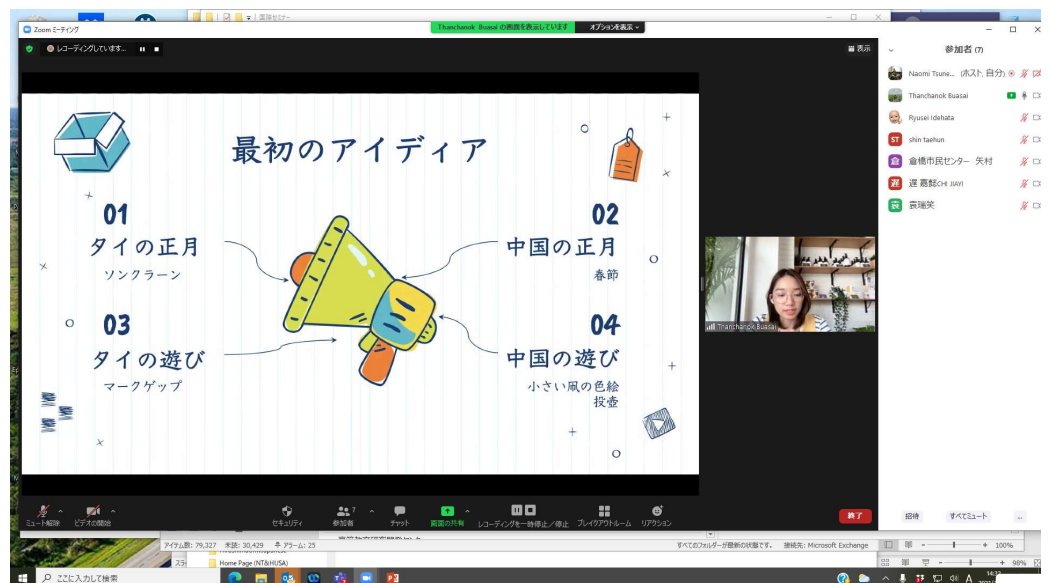 国際セミナー
Zoom ミーティング
Thanchanok Buasai の画面を表示しています
オプションを表示
レコーディングしています...
表示
参加者 (7)
Naomi Tsune... (ホスト, 自分)
Thanchanok Buasai
Ryusei Idehata
ST shin taehun
倉 倉橋市民センター 矢村
遅 遅 嘉懿CHI JIAYI
袁 袁瑞笑
最初のアイディア
01
タイの正月
ソンクラーン
02
中国の正月
春節
03
タイの遊び
マークゲップ
04
中国の遊び
小さい凧の色絵
投壺
Thanchanok Buasai
ミュート解除
ビデオの開始
セキュリティ
7
参加者
チャット
画面の共有
レコーディングを一時停止／停止
ブレイクアウトルーム
リアクション
終了
招待
すべてミュート
...
アイテム数: 79,327 未読: 30,429 アラーム: 25
すべてのフォルダーが最新の状態です。
接続先: Microsoft Exchange
100%
Home Page (NT&HUSA)
98%
ここに入力して検索
A
14:37